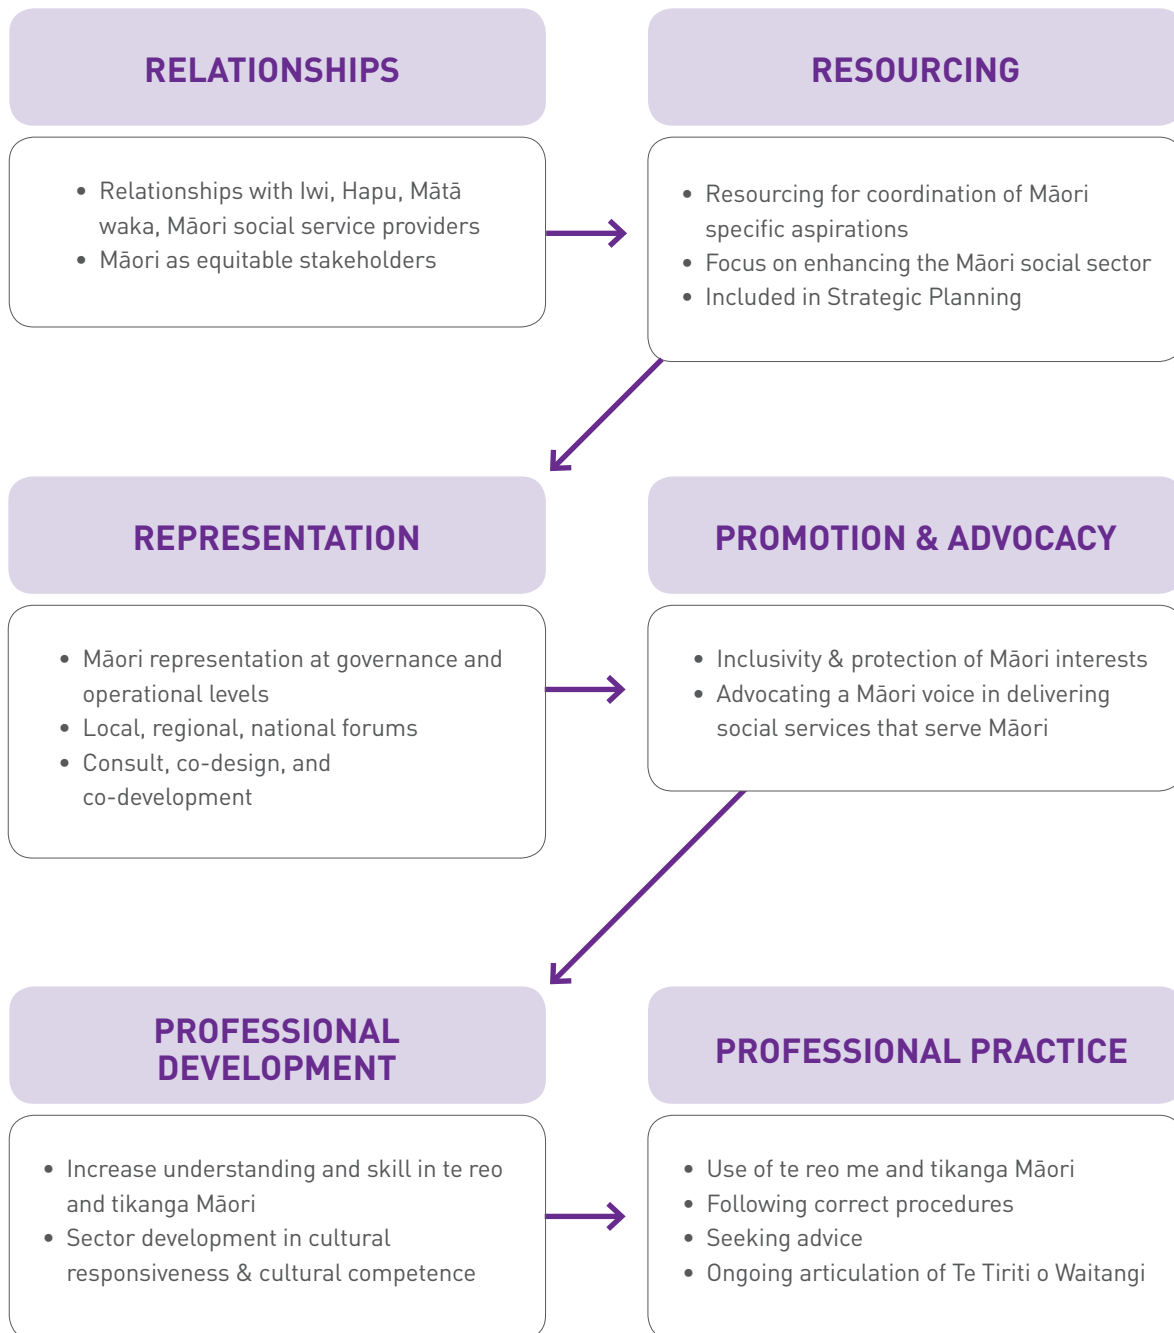 RELATIONSHIPS
• Relationships with Iwi, Hapu, Mātā
waka, Māori social service providers
• Māori as equitable stakeholders
RESOURCING
• Resourcing for coordination of Māori
specific aspirations
• Focus on enhancing the Māori social sector
• Included in Strategic Planning
REPRESENTATION
• Māori representation at governance and
operational levels
• Local, regional, national forums
• Consult, co-design, and
co-development
PROMOTION & ADVOCACY
• Inclusivity & protection of Māori interests
• Advocating a Māori voice in delivering
social services that serve Māori
PROFESSIONAL
DEVELOPMENT
• Increase understanding and skill in te reo
and tikanga Māori
• Sector development in cultural
responsiveness & cultural competence
PROFESSIONAL PRACTICE
• Use of te reo me and tikanga Māori
• Following correct procedures
• Seeking advice
• Ongoing articulation of Te Tiriti o Waitangi